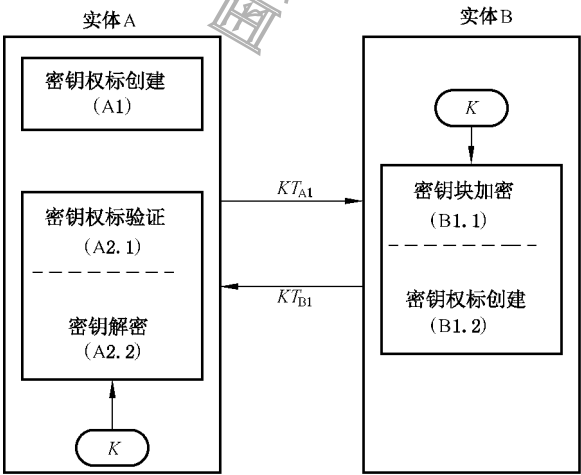 实体A
实体B
密钥权标创建
(A1)
K
KT_A1
密钥块加密
(B1.1)
密钥权标验证
(A2.1)
KT_B1
密钥权标创建
(B1.2)
密钥解密
(A2.2)
K